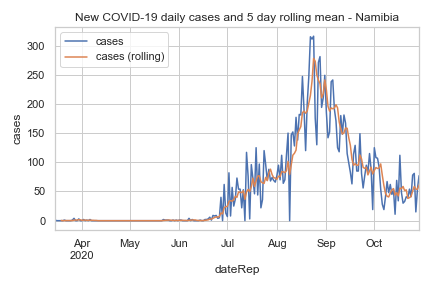 New COVID-19 daily cases and 5 day rolling mean - Namibia
cases
cases (rolling)
300
250
200
150
100
50
0
cases
Apr May Jun Jul Aug Sep Oct
2020
dateRep